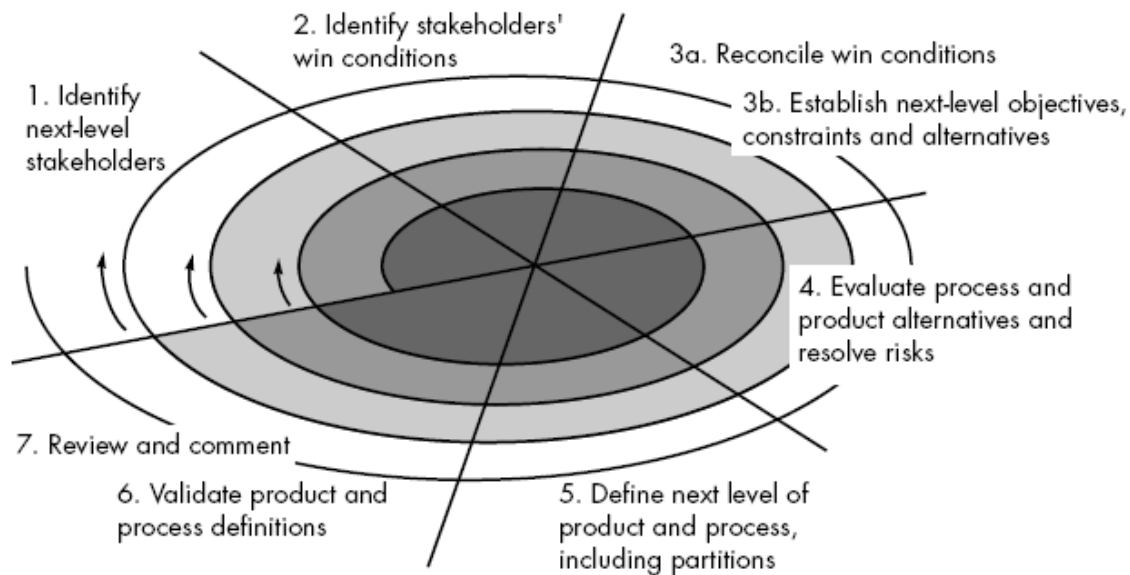 1. Identify
next-level
stakeholders
2. Identify stakeholders'
win conditions
3a. Reconcile win conditions
3b. Establish next-level objectives,
constraints and alternatives
4. Evaluate process and
product alternatives and
resolve risks
5. Define next level of
product and process,
including partitions
6. Validate product and
process definitions
7. Review and comment